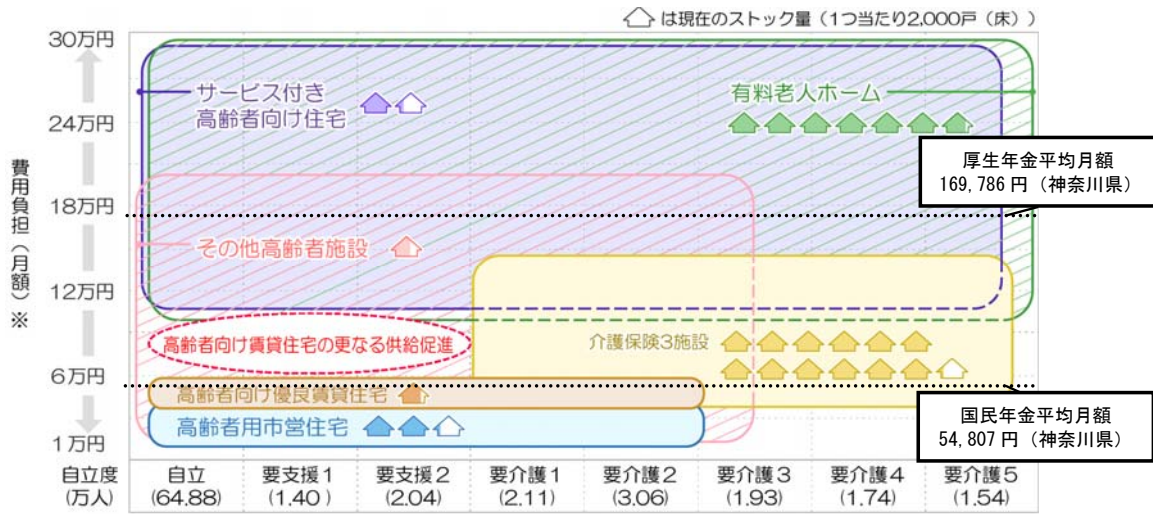 は現在のストック量（1つ当たり2,000戸（床））
30万円
24万円
18万円
12万円
6万円
1万円
費用負担（月額）※
サービス付き
高齢者向け住宅
有料老人ホーム
厚生年金平均月額
169,786円（神奈川県）
その他高齢者施設
高齢者向け賃貸住宅の更なる供給促進
介護保険3施設
高齢者向け優良賃貸住宅
高齢者用市営住宅
国民年金平均月額
54,807円（神奈川県）
自立度 自立 要支援1 要支援2 要介護1 要介護2 要介護3 要介護4 要介護5
(万人) (64.88) (1.40) (2.04) (2.11) (3.06) (1.93) (1.74) (1.54)